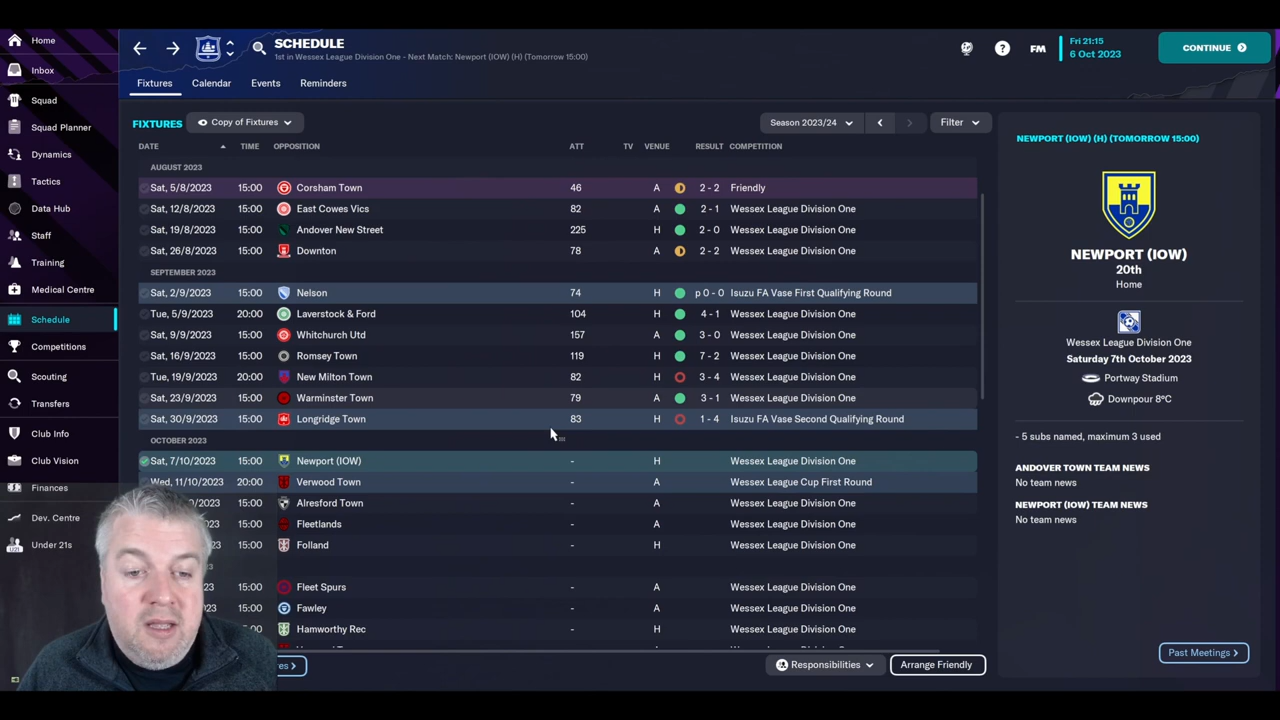 Home
Inbox
Squad
Squad Planner
Dynamics
Tactics
Data Hub
Staff
Training
Medical Centre
Schedule
Competitions
Scouting
Transfers
Club Info
Club Vision
Finances
Dev. Centre
Under 21s
SCHEDULE
1st in Wessex League Division One - Next Match: Newport (IOW) (H) (Tomorrow 15:00)
FM
Fri 21:15
6 Oct 2023
CONTINUE
Fixtures Calendar Events Reminders
FIXTURES Copy of Fixtures Season 2023/24 Filter
DATE TIME OPPOSITION ATT TV VENUE RESULT COMPETITION
AUGUST 2023
Sat, 5/8/2023 15:00 Corsham Town 46 A 2 - 2 Friendly
Sat, 12/8/2023 15:00 East Cowes Vics 82 A 2 - 1 Wessex League Division One
Sat, 19/8/2023 15:00 Andover New Street 225 H 2 - 0 Wessex League Division One
Sat, 26/8/2023 15:00 Downton 78 A 2 - 2 Wessex League Division One
SEPTEMBER 2023
Sat, 2/9/2023 15:00 Nelson 74 H p 0 - 0 Isuzu FA Vase First Qualifying Round
Tue, 5/9/2023 20:00 Laverstock & Ford 104 H 4 - 1 Wessex League Division One
Sat, 9/9/2023 15:00 Whitchurch Utd 157 A 3 - 0 Wessex League Division One
Sat, 16/9/2023 15:00 Romsey Town 119 H 7 - 2 Wessex League Division One
Tue, 19/9/2023 20:00 New Milton Town 82 H 3 - 4 Wessex League Division One
Sat, 23/9/2023 15:00 Warminster Town 79 A 3 - 1 Wessex League Division One
Sat, 30/9/2023 15:00 Longridge Town 83 H 1 - 4 Isuzu FA Vase Second Qualifying Round
OCTOBER 2023
Sat, 7/10/2023 15:00 Newport (IOW) - H Wessex League Division One
Wed, 11/10/2023 20:00 Verwood Town - A Wessex League Cup First Round
0/2023 15:00 Alresford Town - A Wessex League Division One
/2023 15:00 Fleetlands - A Wessex League Division One
/2023 15:00 Folland - H Wessex League Division One
/2023 15:00 Fleet Spurs - A Wessex League Division One
/2023 15:00 Fawley - A Wessex League Division One
/2023 15:00 Hamworthy Rec - H Wessex League Division One
Responsibilities Arrange Friendly
NEWPORT (IOW) (H) (TOMORROW 15:00)
NEWPORT (IOW)
20th
Home
Wessex League Division One
Saturday 7th October 2023
Portway Stadium
Downpour 8°C
- 5 subs named, maximum 3 used
ANDOVER TOWN TEAM NEWS
No team news
NEWPORT (IOW) TEAM NEWS
No team news
Past Meetings